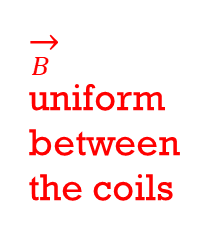 →
B
uniform
between
the coils